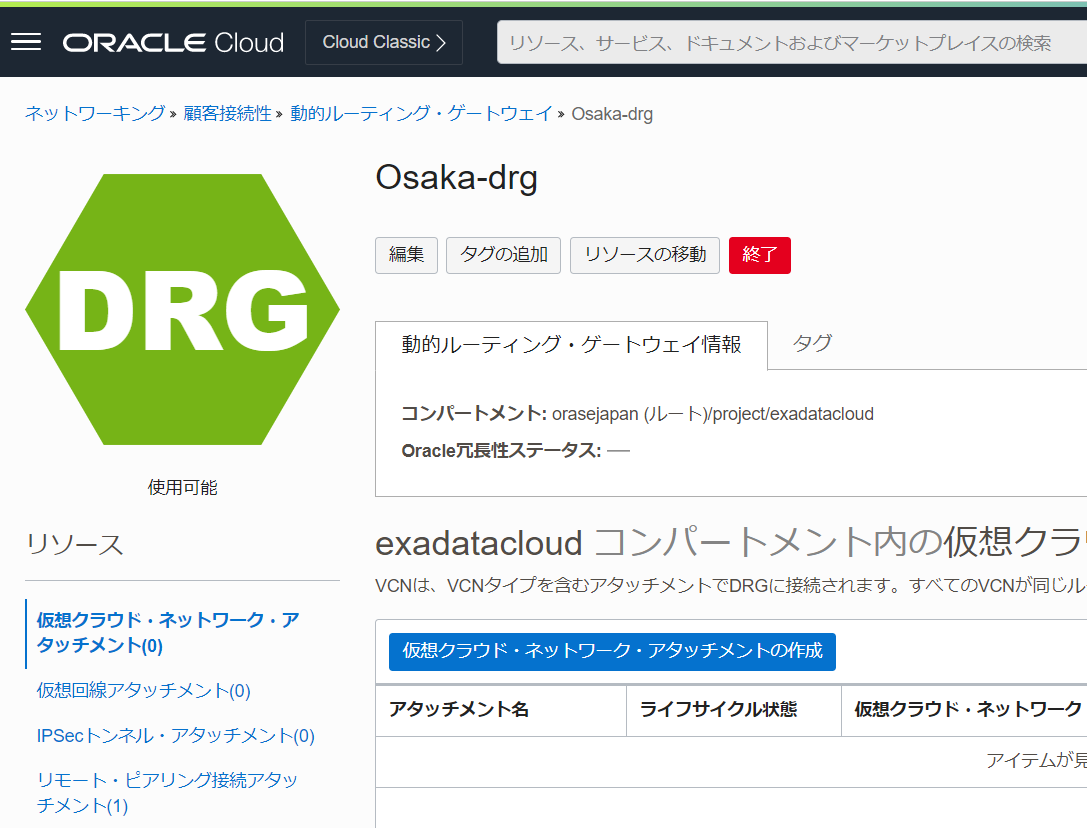 ORACLE Cloud
Cloud Classic
リソース、サービス、ドキュメントおよびマーケットプレイスの検索
ネットワーキング » 顧客接続性 » 動的ルーティング・ゲートウェイ » Osaka-drg
DRG
使用可能
Osaka-drg
編集 タグの追加 リソースの移動 終了
動的ルーティング・ゲートウェイ情報 タグ
コンパートメント: orasejapan (ルート)/project/exadatacloud
Oracle冗長性ステータス: —
リソース
仮想クラウド・ネットワーク・ア
タッチメント(0)
仮想回線アタッチメント(0)
IPSecトンネル・アタッチメント(0)
リモート・ピアリング接続アタッ
チメント(1)
exadatacloud コンパートメント内の仮想クラ
VCNは、VCNタイプを含むアタッチメントでDRGに接続されます。すべてのVCNが同じル
仮想クラウド・ネットワーク・アタッチメントの作成
アタッチメント名 ライフサイクル状態 仮想クラウド・ネットワーク
アイテムが見